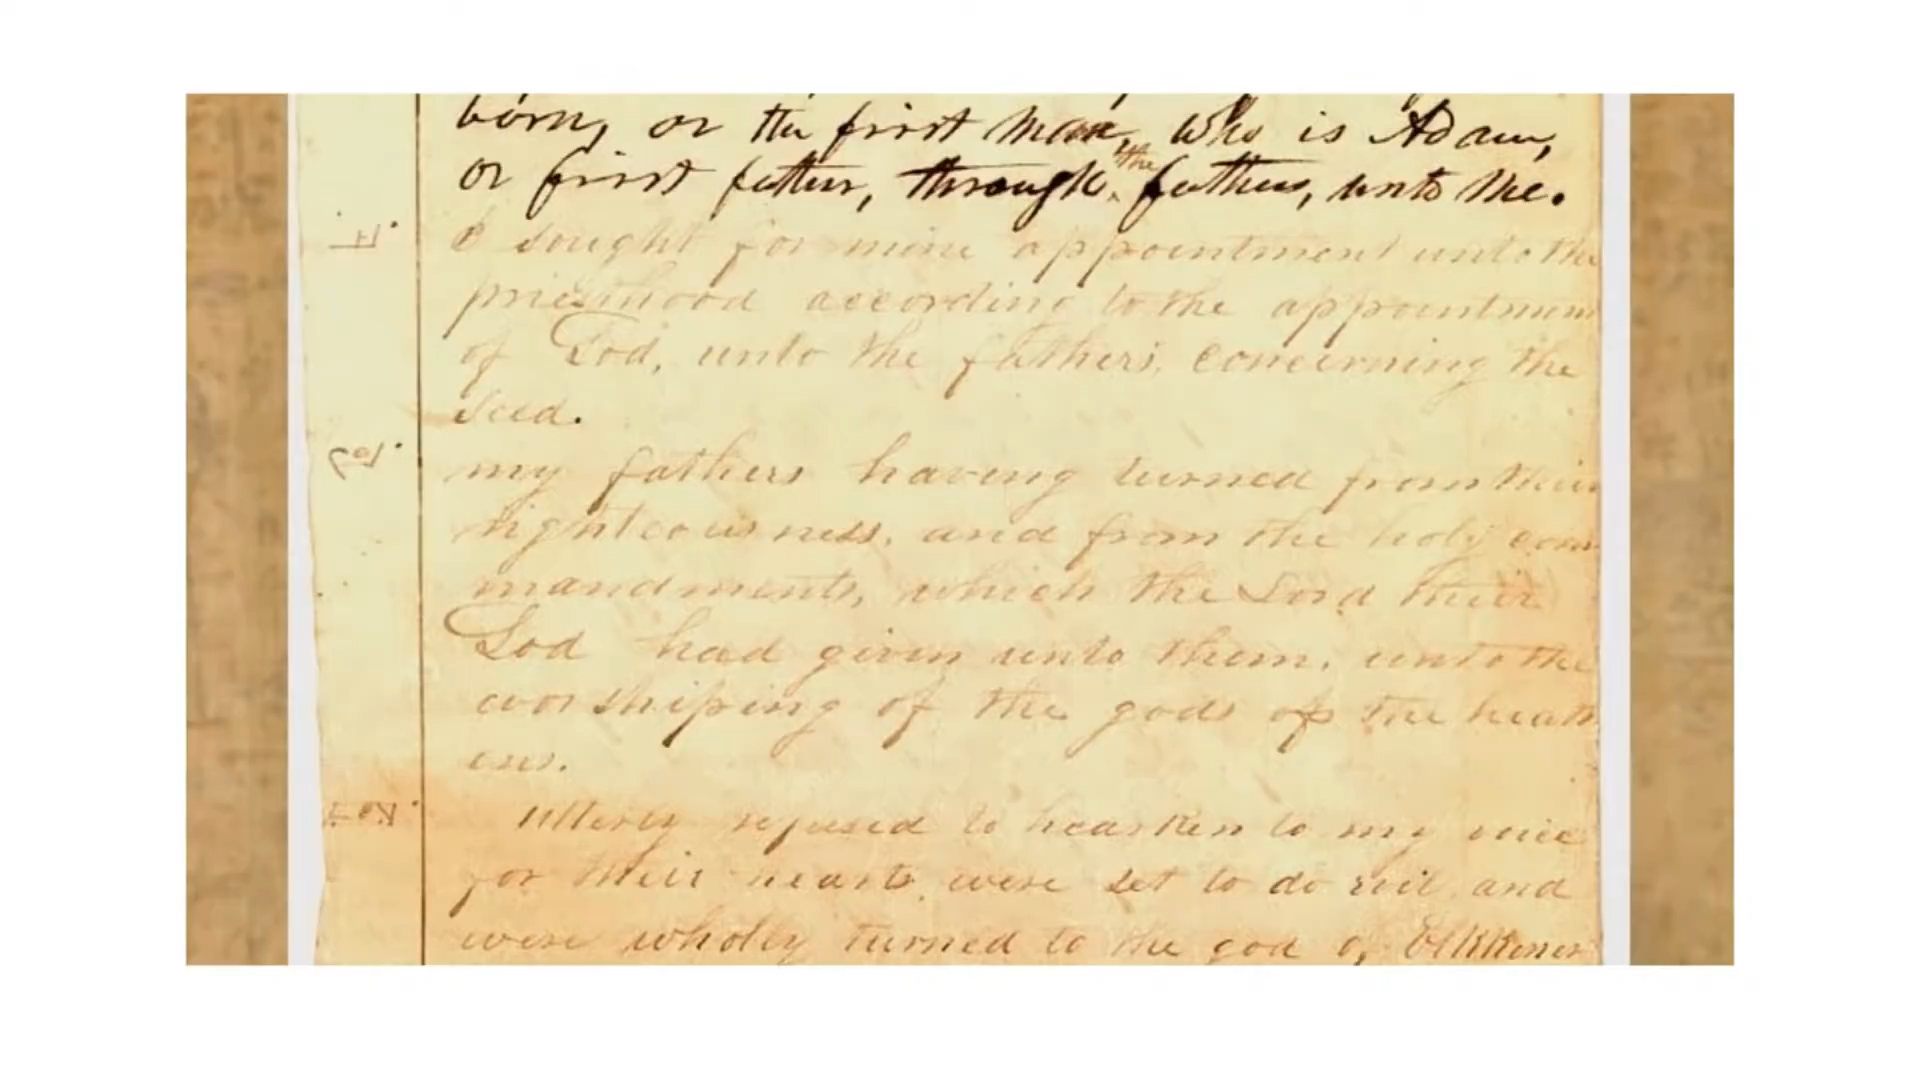 born, or the first man, who is Adam,
or first father, through the fathers, unto me.
I sought for mine appointment unto the
priesthood according to the appointment
of God, unto the fathers, concerning the
seed.
my fathers having turned from their
righteousness, and from the holy com
mandments, which the Lord their
God had given unto them, unto the
worshiping of the gods of the heath
ens.
utterly refused to hearken to my voice
for their hearts were set to do evil and
were wholly turned to the god of Elkkener